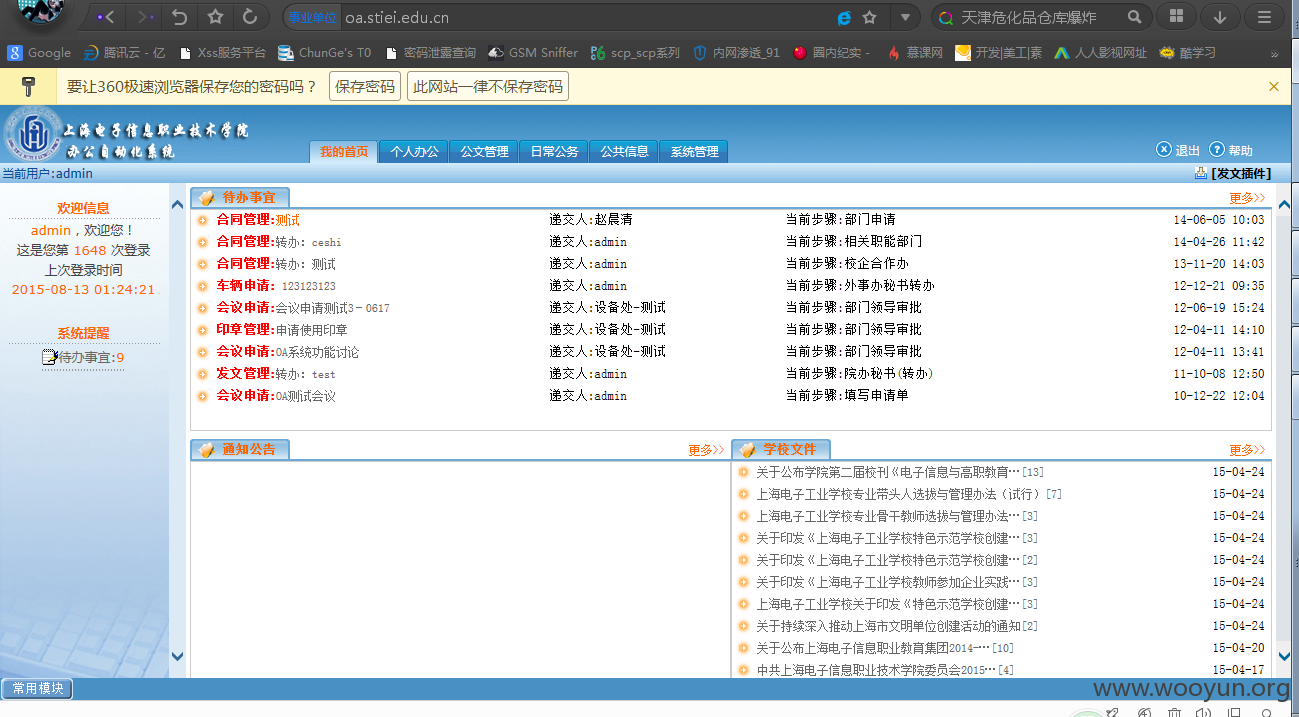 事业单位 oa.stiei.edu.cn 天津危化品仓库爆炸
Google 腾讯云 - 亿 Xss服务平台 ChunGe's T0 密码泄露查询 GSM Sniffer scp_scp系列 内网渗透_91 圈内纪实 - 慕课网 开发|美工|素 人人影视网址 酷学习 »
要让360极速浏览器保存您的密码吗？ 保存密码 此网站一律不保存密码
上海电子信息职业技术学院
办公自动化系统
我的首页 个人办公 公文管理 日常公务 公共信息 系统管理 退出 帮助
当前用户:admin [发文插件]
欢迎信息
admin，欢迎您！
这是您第 1648 次登录
上次登录时间
2015-08-13 01:24:21
系统提醒
待办事宜:9
待办事宜 更多>>
合同管理:测试 递交人:赵晨清 当前步骤:部门申请 14-06-05 10:03
合同管理:转办：ceshi 递交人:admin 当前步骤:相关职能部门 14-04-26 11:42
合同管理:转办：测试 递交人:admin 当前步骤:校企合作办 13-11-20 14:03
车辆申请: 123123123 递交人:admin 当前步骤:外事办秘书转办 12-12-21 09:35
会议申请:会议申请测试3－0617 递交人:设备处-测试 当前步骤:部门领导审批 12-06-19 15:24
印章管理:申请使用印章 递交人:设备处-测试 当前步骤:部门领导审批 12-04-11 14:10
会议申请:OA系统功能讨论 递交人:设备处-测试 当前步骤:部门领导审批 12-04-11 13:41
发文管理:转办：test 递交人:admin 当前步骤:院办秘书(转办) 11-10-08 12:50
会议申请:OA测试会议 递交人:admin 当前步骤:填写申请单 10-12-22 12:04
通知公告 更多>>
学校文件 更多>>
关于公布学院第二届校刊《电子信息与高职教育…[13] 15-04-24
上海电子工业学校专业带头人选拔与管理办法（试行）[7] 15-04-24
上海电子工业学校专业骨干教师选拔与管理办法…[3] 15-04-24
关于印发《上海电子工业学校特色示范学校创建…[3] 15-04-24
关于印发《上海电子工业学校特色示范学校创建…[2] 15-04-24
关于印发《上海电子工业学校教师参加企业实践…[3] 15-04-24
上海电子工业学校关于印发《特色示范学校创建…[3] 15-04-24
关于持续深入推动上海市文明单位创建活动的通知[2] 15-04-24
关于公布上海电子信息职业教育集团2014-…[10] 15-04-20
中共上海电子信息职业技术学院委员会2015…[4] 15-04-17
常用模块
www.wooyun.org